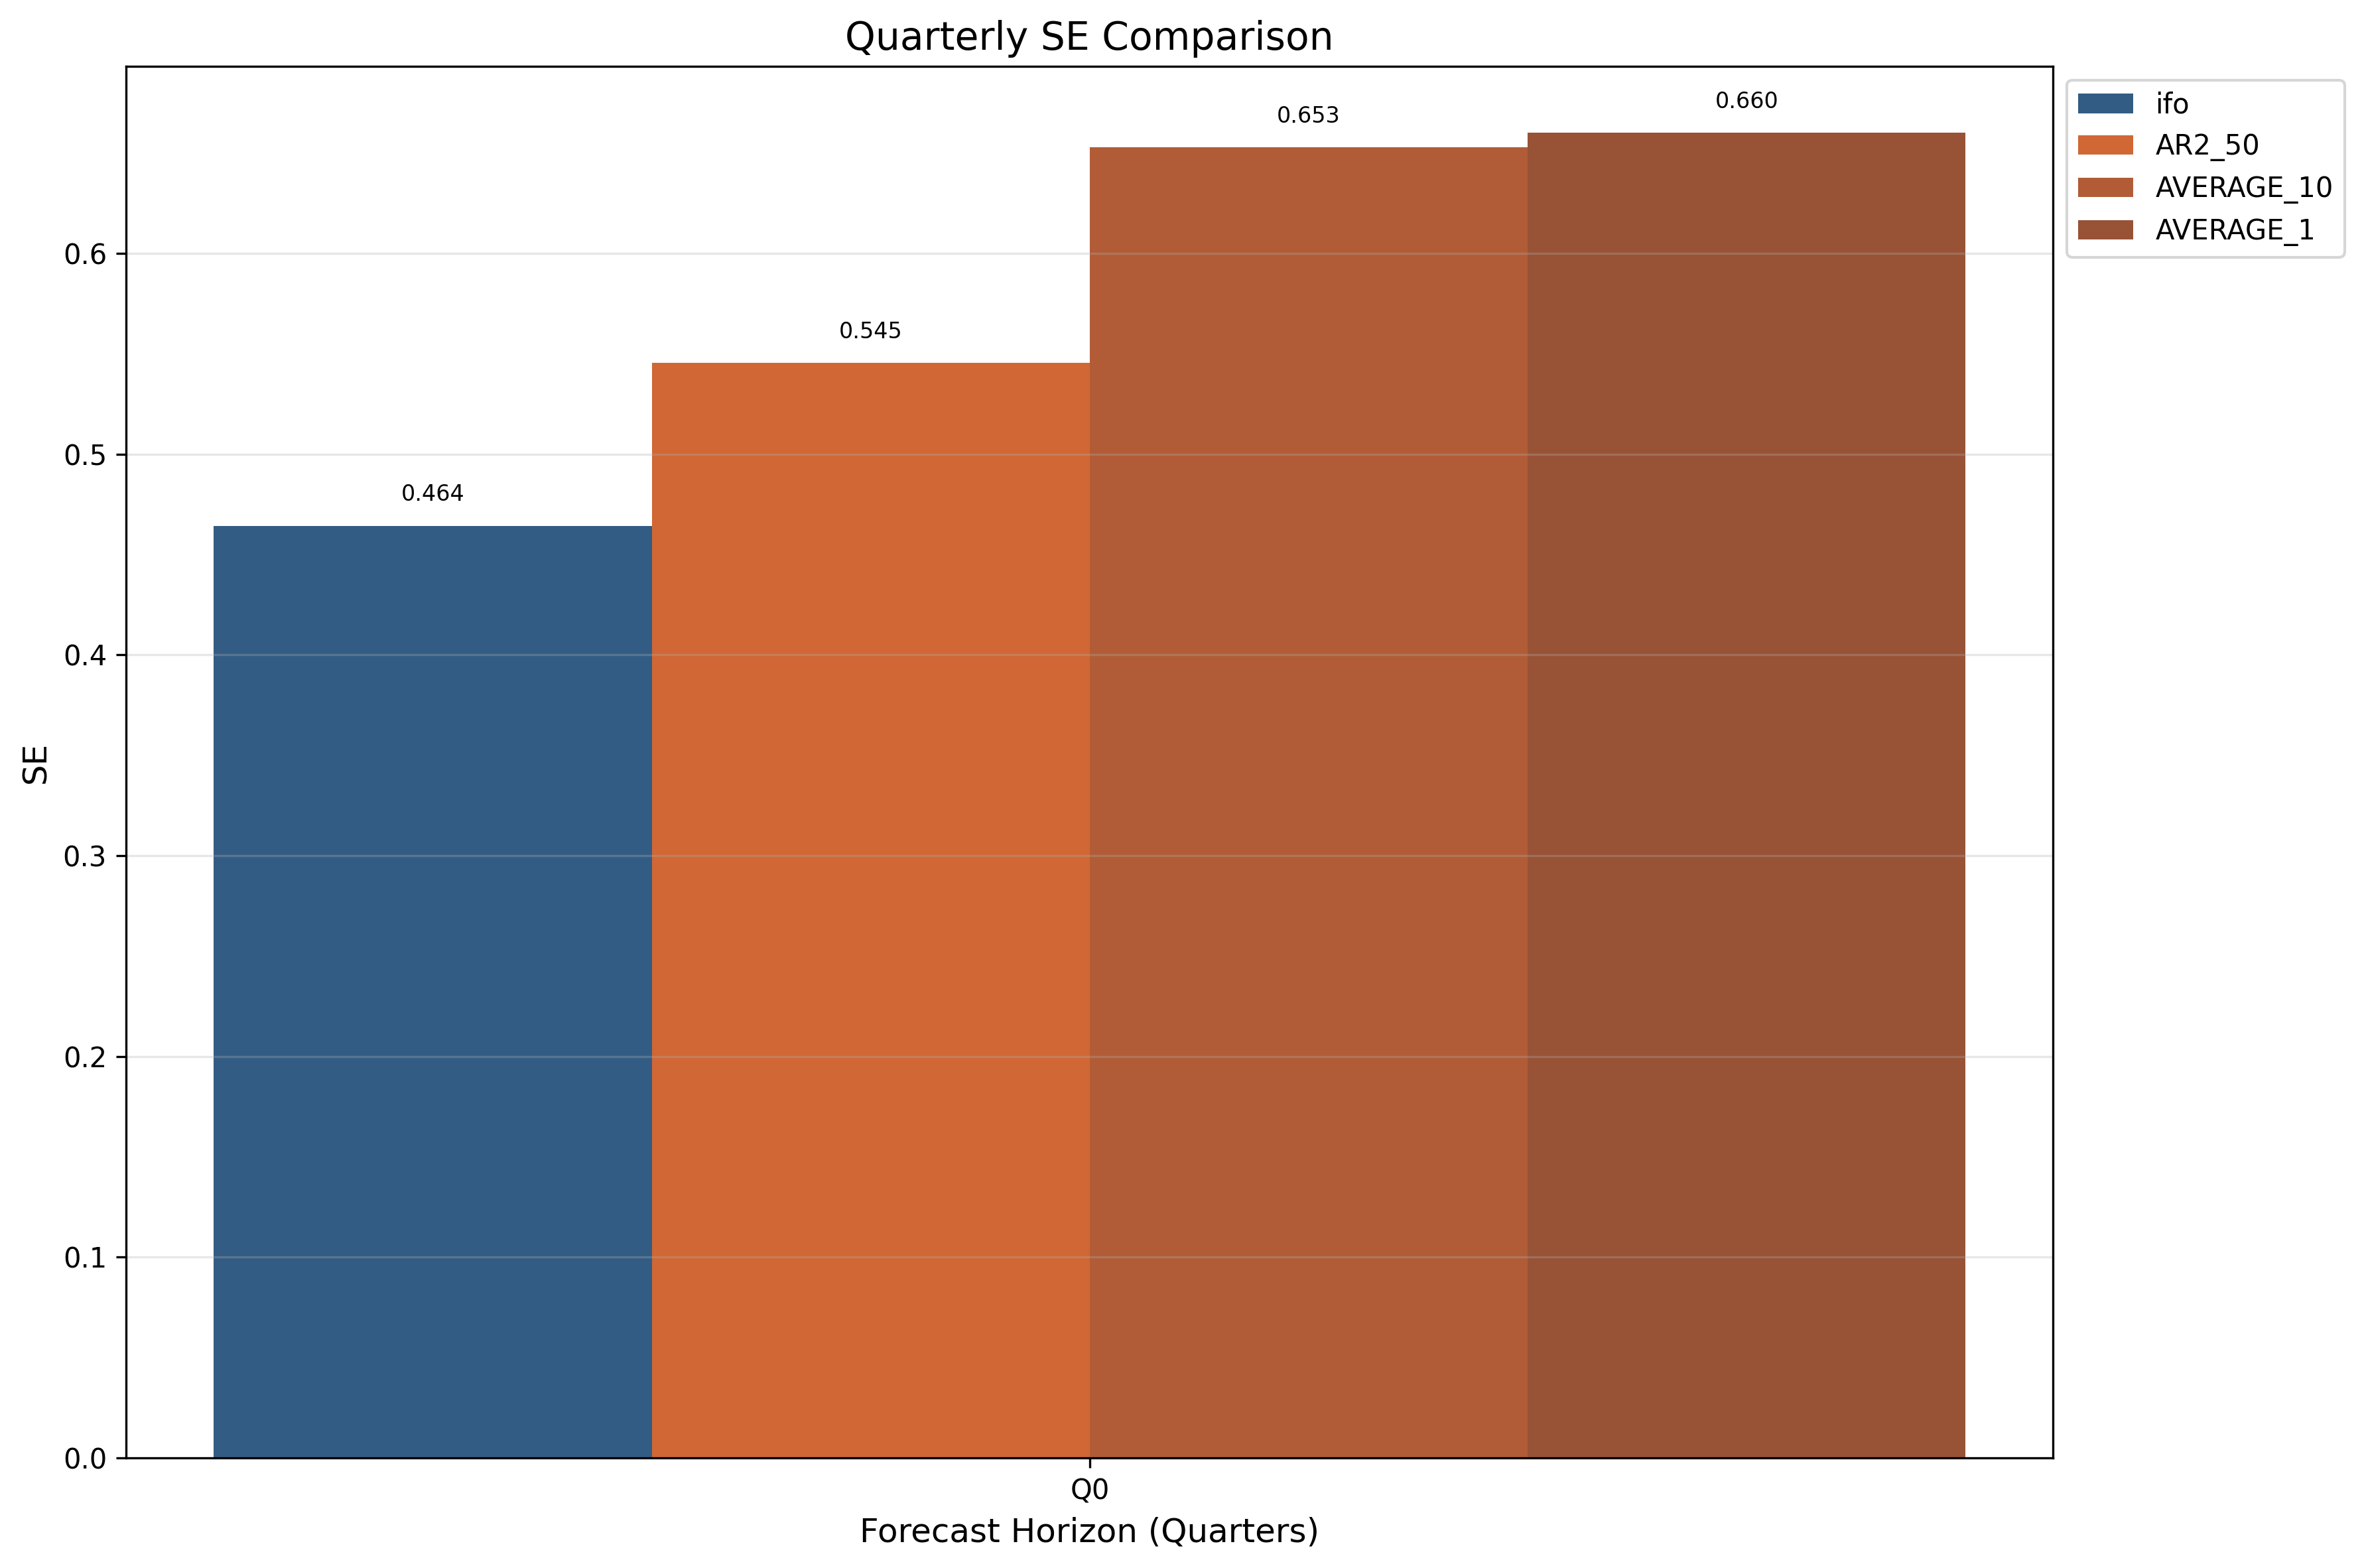 Quarterly SE Comparison
ifo
AR2_50
AVERAGE_10
AVERAGE_1
0.464
0.545
0.653
0.660
0.6
0.5
0.4
0.3
0.2
0.1
0.0
SE
Q0
Forecast Horizon (Quarters)